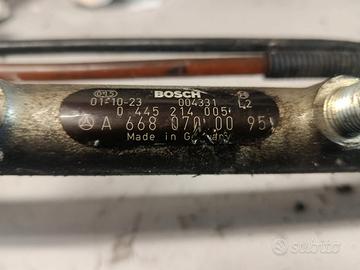 BOSCH
01-10-23 004331 L2
0 445 214 005
A 668 070 00 95
Made in Germany
subito